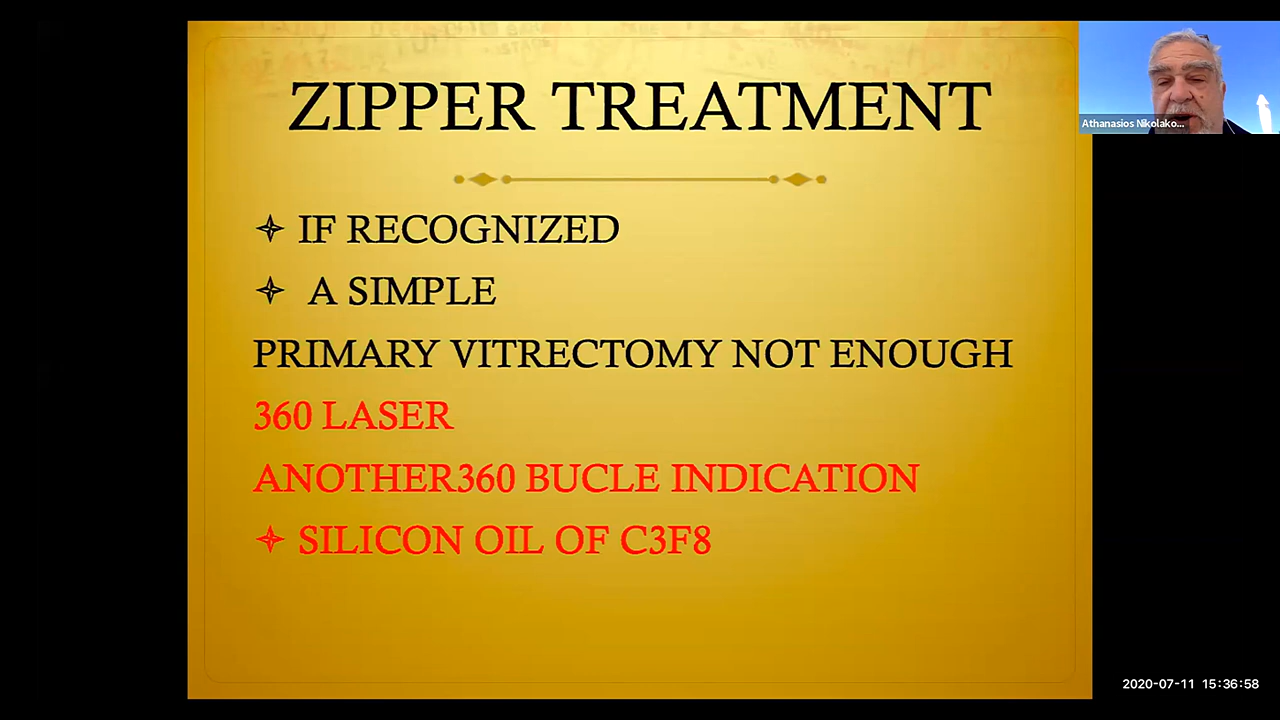 ZIPPER TREATMENT
IF RECOGNIZED
A SIMPLE
PRIMARY VITRECTOMY NOT ENOUGH
360 LASER
ANOTHER360 BUCLE INDICATION
SILICON OIL OF C3F8
Athanasios Nikolako...
2020-07-11 15:36:58